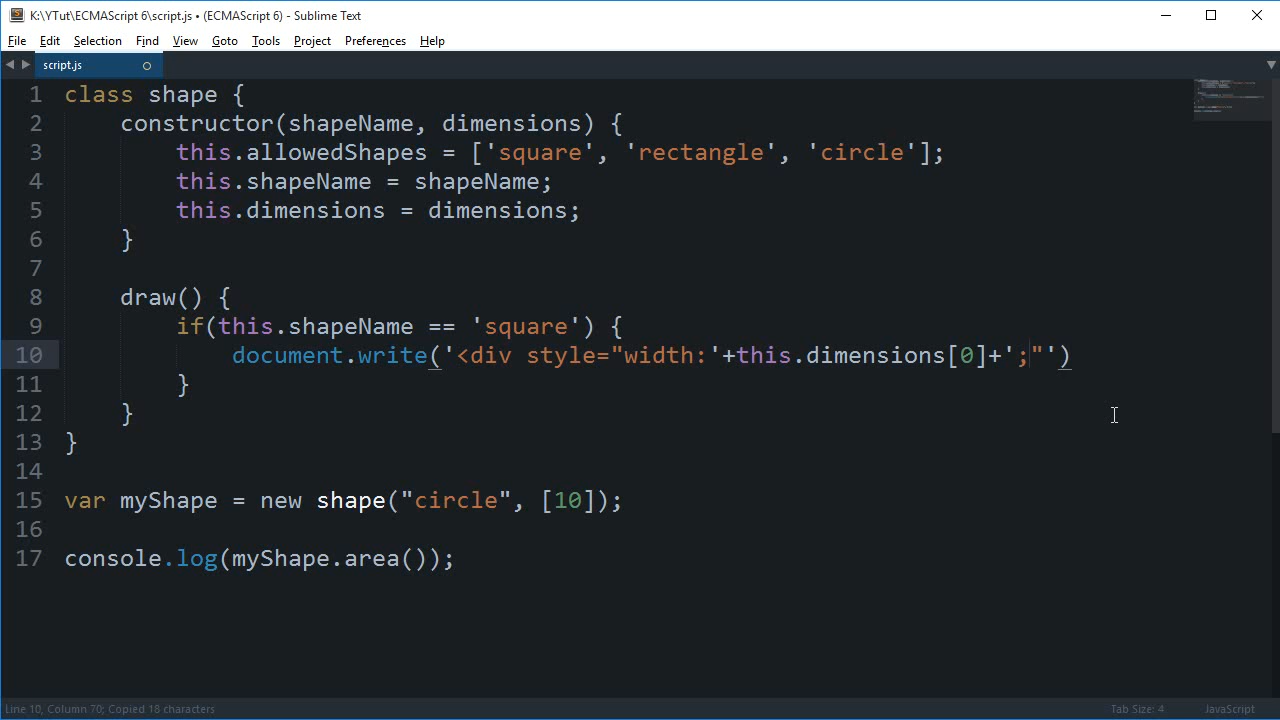 K:\YTut\ECMAScript 6\script.js • (ECMAScript 6) - Sublime Text
File Edit Selection Find View Goto Tools Project Preferences Help
script.js
1 class shape {
2 constructor(shapeName, dimensions) {
3 this.allowedShapes = ['square', 'rectangle', 'circle'];
4 this.shapeName = shapeName;
5 this.dimensions = dimensions;
6 }
7
8 draw() {
9 if(this.shapeName == 'square') {
10 document.write('<div style="width:'+this.dimensions[0]+';"')
11 }
12 }
13 }
14
15 var myShape = new shape("circle", [10]);
16
17 console.log(myShape.area());
Line 10, Column 70; Copied 18 characters Tab Size: 4 JavaScript